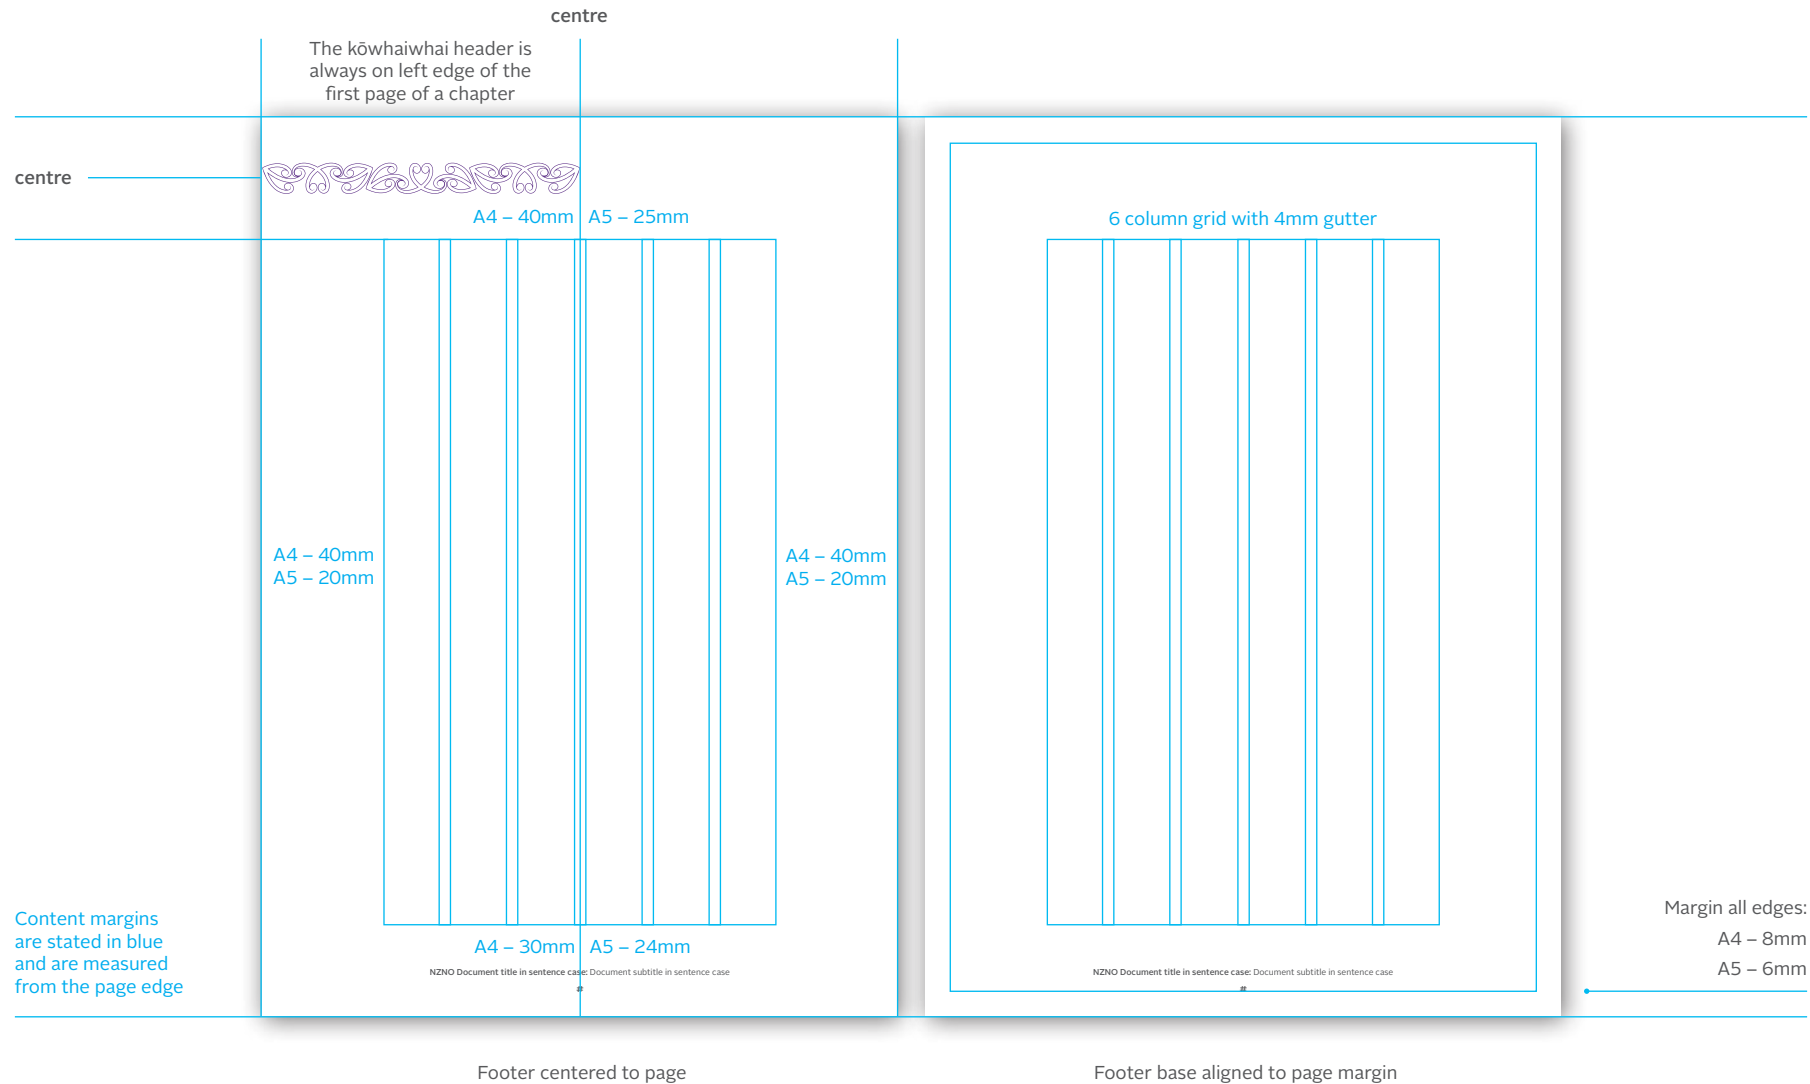 centre
The kōwhaiwhai header is
always on left edge of the
first page of a chapter
centre
A4 – 40mm
A5 – 25mm
6 column grid with 4mm gutter
A4 – 40mm
A5 – 20mm
A4 – 40mm
A5 – 20mm
Content margins
are stated in blue
and are measured
from the page edge
A4 – 30mm
A5 – 24mm
NZNO Document title in sentence case: Document subtitle in sentence case
#
NZNO Document title in sentence case: Document subtitle in sentence case
#
Margin all edges:
A4 – 8mm
A5 – 6mm
Footer centered to page
Footer base aligned to page margin